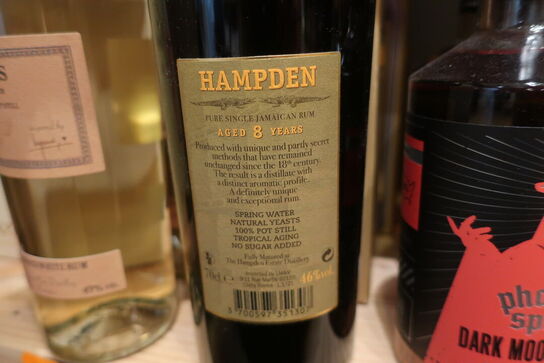 HAMPDEN
PURE SINGLE JAMAICAN RUM
AGED 8 YEARS
Produced with unique and partly secret
methods that have remained
unchanged since the 18th century.
The result is a distillate with
a distinct aromatic profile.
A definitely unique
and exceptional rum.
SPRING WATER
NATURAL YEASTS
100% POT STILL
TROPICAL AGING
NO SUGAR ADDED
Fully Matured at
The Hampden Estate Distillery
70cl e
46%vol.
3 700597 351307
DARK MOO